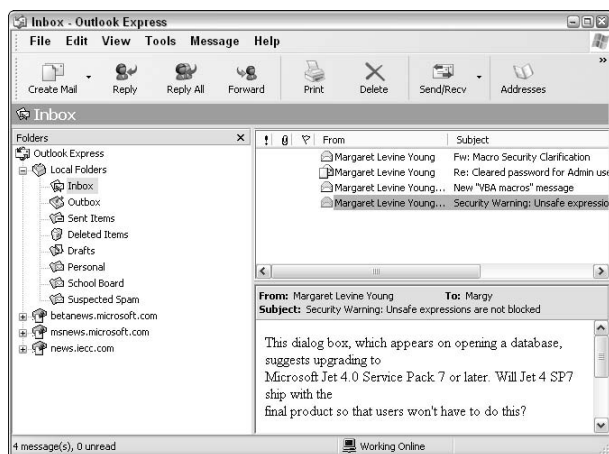 Inbox - Outlook Express
File Edit View Tools Message Help
Create Mail Reply Reply All Forward Print Delete Send/Recv Addresses »
Inbox
Folders
Outlook Express
Local Folders
Inbox
Outbox
Sent Items
Deleted Items
Drafts
Personal
School Board
Suspected Spam
betanews.microsoft.com
msnews.microsoft.com
news.iecc.com
! From Subject
Margaret Levine Young Fw: Macro Security Clarification
Margaret Levine Young Re: Cleared password for Admin use
Margaret Levine Young... New "VBA macros" message
Margaret Levine Young... Security Warning: Unsafe expressio
From: Margaret Levine Young To: Margy
Subject: Security Warning: Unsafe expressions are not blocked
This dialog box, which appears on opening a database,
suggests upgrading to
Microsoft Jet 4.0 Service Pack 7 or later. Will Jet 4 SP7
ship with the
final product so that users won't have to do this?
4 message(s), 0 unread Working Online